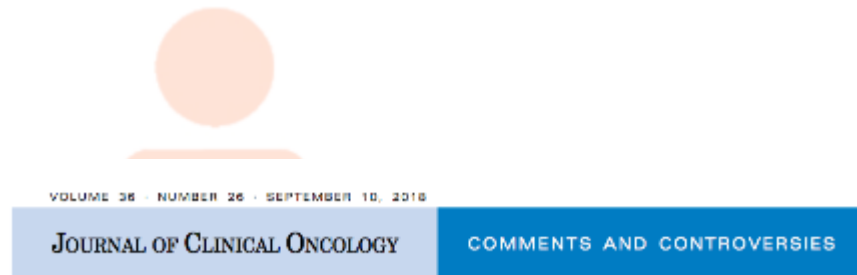 VOLUME 36 · NUMBER 26 · SEPTEMBER 10, 2018
JOURNAL OF CLINICAL ONCOLOGY
COMMENTS AND CONTROVERSIES